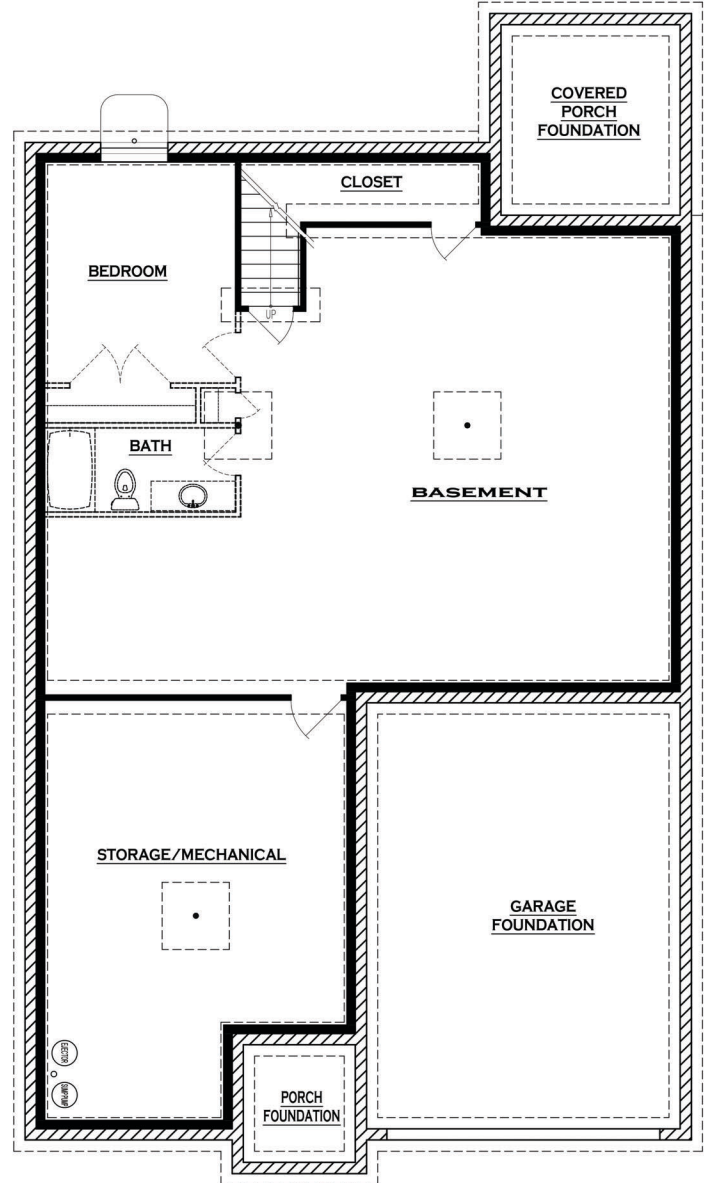 COVERED
PORCH
FOUNDATION
CLOSET
BEDROOM
UP
BATH
BASEMENT
STORAGE/MECHANICAL
GARAGE
FOUNDATION
EJECTOR
SUMP PUMP
PORCH
FOUNDATION